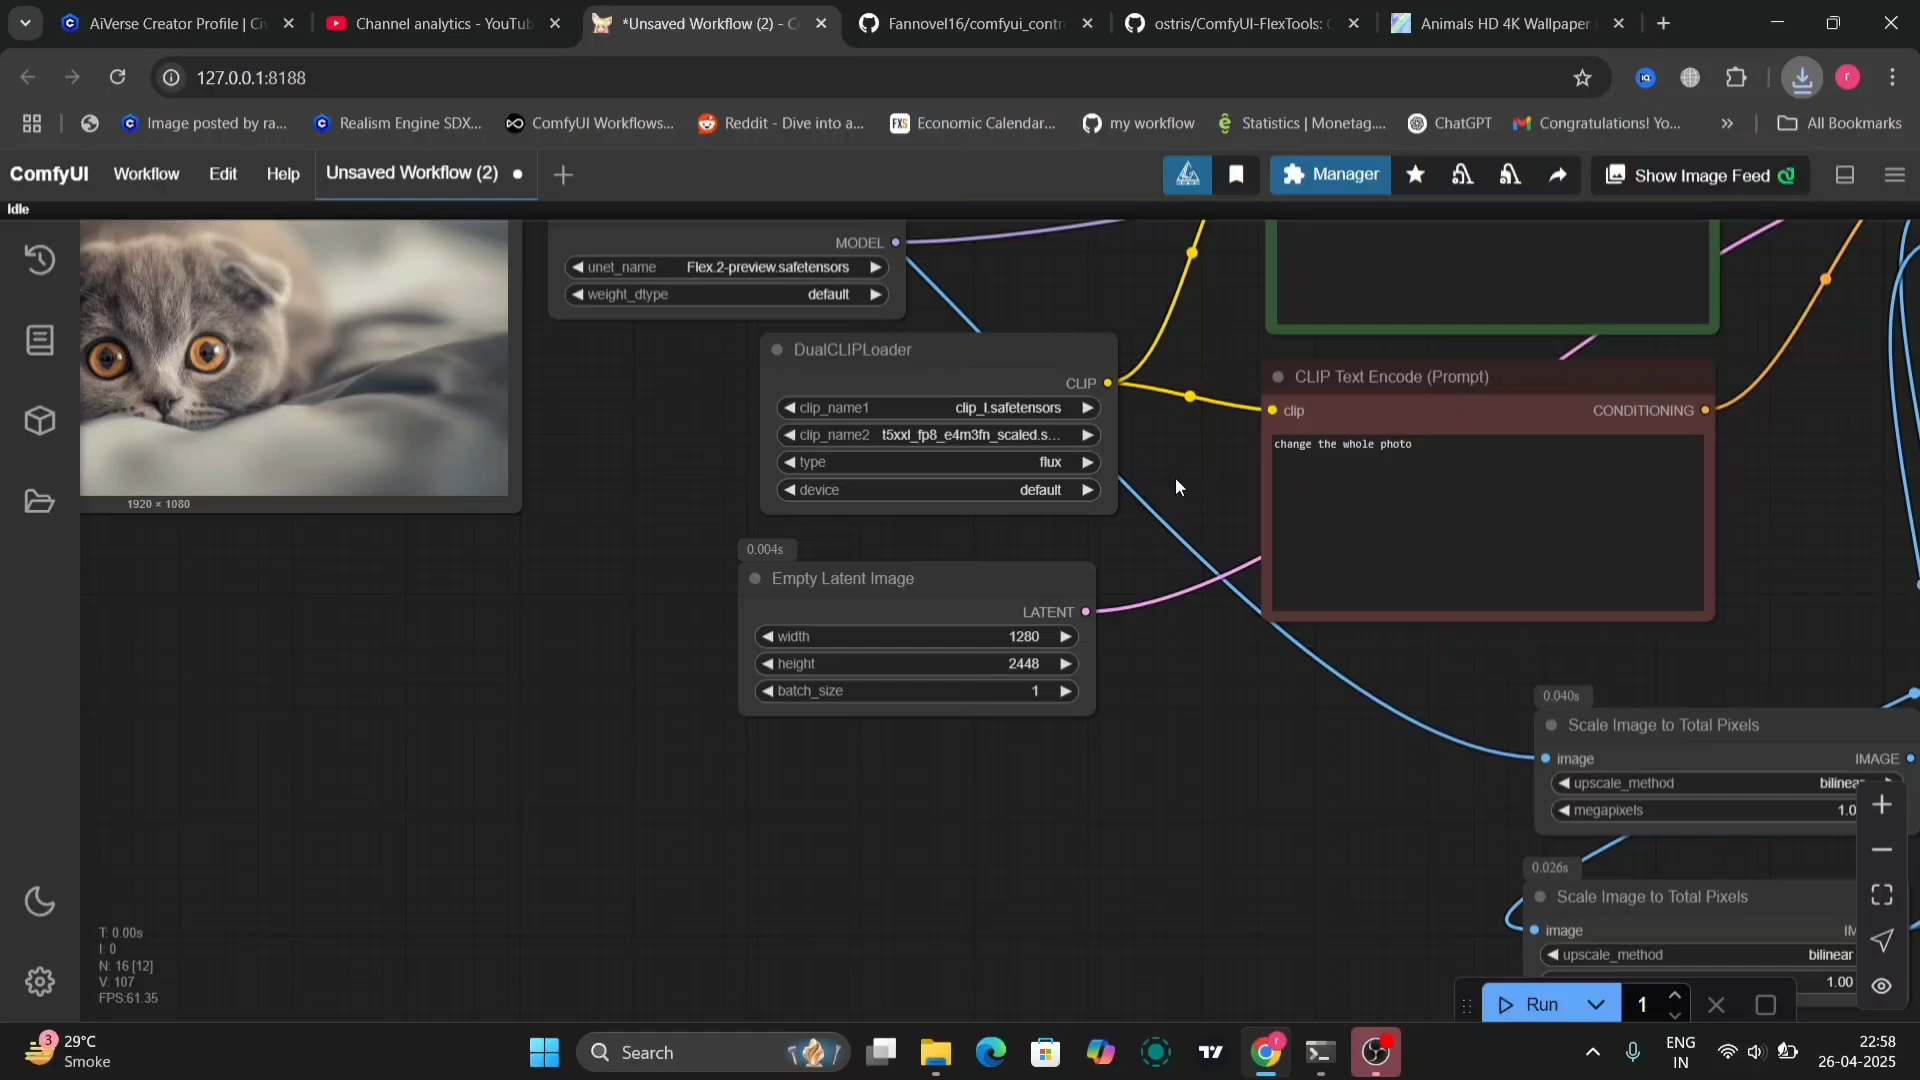 AiVerse Creator Profile | Ci
Channel analytics - YouTub
*Unsaved Workflow (2) - C
Fannovel16/comfyui_contr
ostris/ComfyUI-FlexTools: C
Animals HD 4K Wallpaper
127.0.0.1:8188
Image posted by ra...
Realism Engine SDX...
ComfyUI Workflows...
Reddit - Dive into a...
FXS
Economic Calendar...
my workflow
Statistics | Monetag....
ChatGPT
Congratulations! Yo...
All Bookmarks
ComfyUI
Workflow
Edit
Help
Unsaved Workflow (2)
Manager
Show Image Feed
Idle
MODEL
unet_name Flex.2-preview.safetensors
weight_dtype default
1920 × 1080
DualCLIPLoader
CLIP
clip_name1 clip_l.safetensors
clip_name2 t5xxl_fp8_e4m3fn_scaled.s...
type flux
device default
CLIP Text Encode (Prompt)
clip CONDITIONING
change the whole photo
0.004s
Empty Latent Image
LATENT
width 1280
height 2448
batch_size 1
0.040s
Scale Image to Total Pixels
image IMAGE
upscale_method bilinear
megapixels 1.0
0.026s
Scale Image to Total Pixels
image IM
upscale_method bilinear
1.00
T: 0.00s
I: 0
N: 16 [12]
V: 107
FPS:61.35
Run 1
3
29°C
Smoke
Search
ENG
IN
22:58
26-04-2025